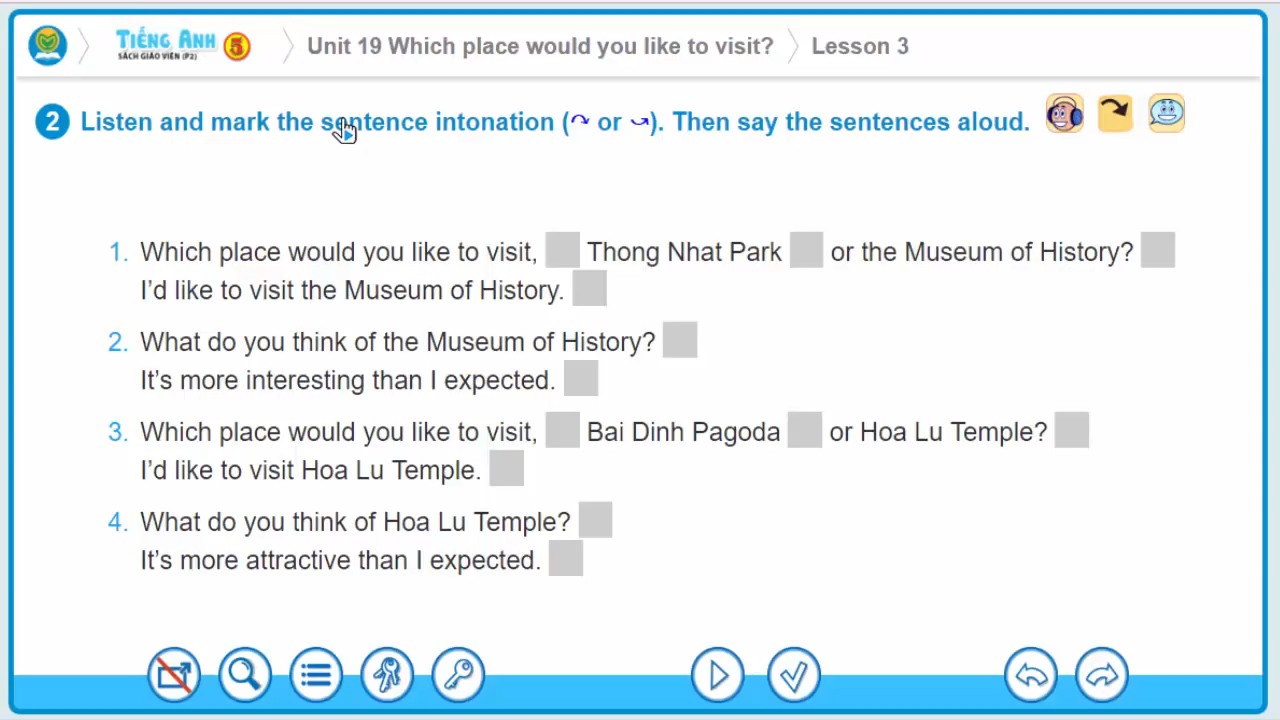 TIẾNG ANH 5
SÁCH GIÁO VIÊN (P2)
Unit 19 Which place would you like to visit?
Lesson 3
2 Listen and mark the sentence intonation (↷ or ⤻). Then say the sentences aloud.
1. Which place would you like to visit, Thong Nhat Park or the Museum of History?
I’d like to visit the Museum of History.
2. What do you think of the Museum of History?
It’s more interesting than I expected.
3. Which place would you like to visit, Bai Dinh Pagoda or Hoa Lu Temple?
I’d like to visit Hoa Lu Temple.
4. What do you think of Hoa Lu Temple?
It’s more attractive than I expected.